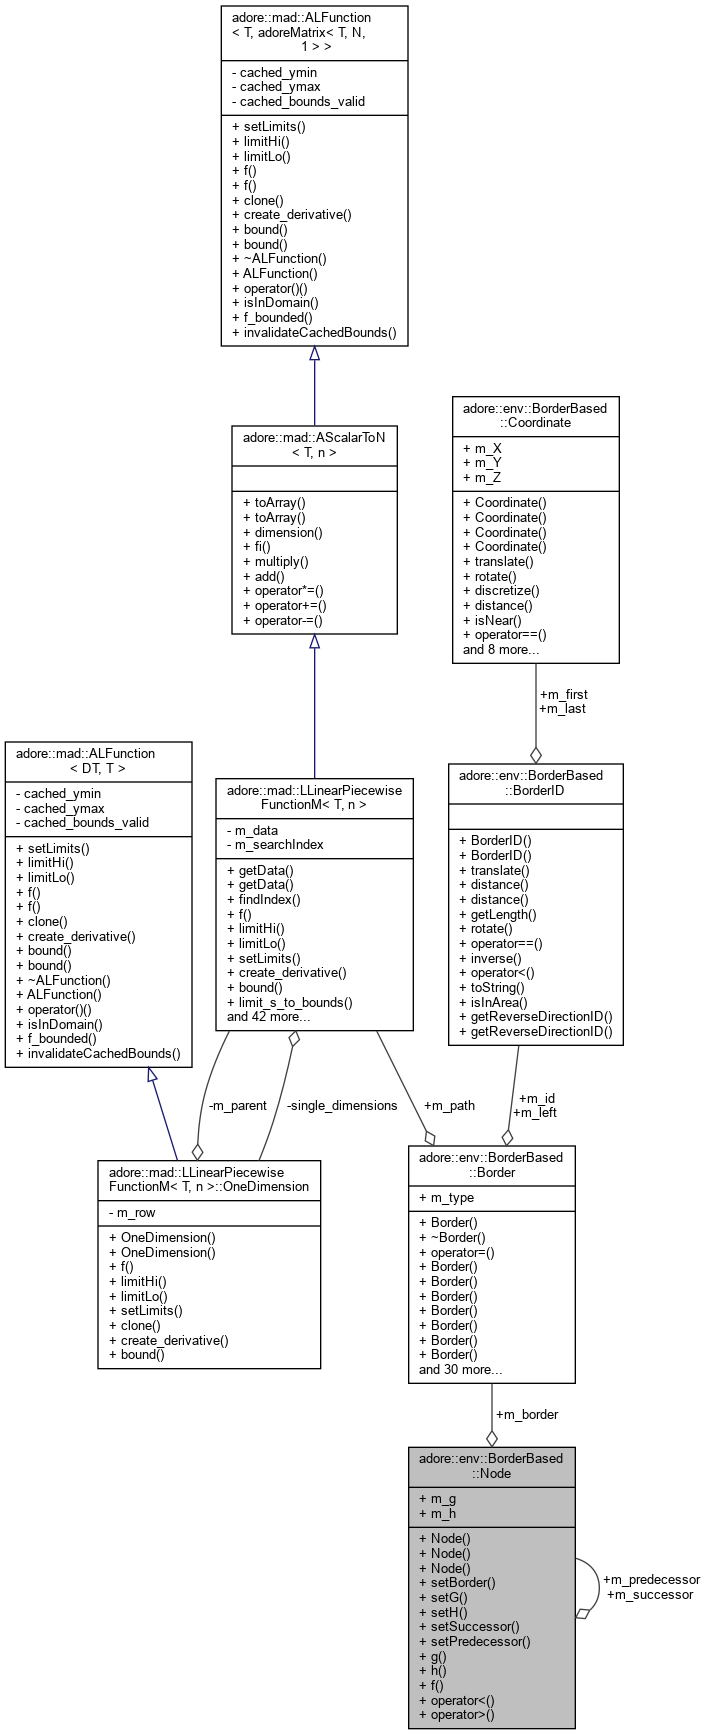 adore::mad::ALFunction
< T, adoreMatrix< T, N,
1 > >
- cached_ymin
- cached_ymax
- cached_bounds_valid
+ setLimits()
+ limitHi()
+ limitLo()
+ f()
+ f()
+ clone()
+ create_derivative()
+ bound()
+ bound()
+ ~ALFunction()
+ ALFunction()
+ operator()()
+ isInDomain()
+ f_bounded()
+ invalidateCachedBounds()
adore::mad::AScalarToN
< T, n >
+ toArray()
+ toArray()
+ dimension()
+ fi()
+ multiply()
+ add()
+ operator*=()
+ operator+=()
+ operator-=()
adore::env::BorderBased
::Coordinate
+ m_X
+ m_Y
+ m_Z
+ Coordinate()
+ Coordinate()
+ Coordinate()
+ Coordinate()
+ translate()
+ rotate()
+ discretize()
+ distance()
+ isNear()
+ operator==()
and 8 more...
+m_first
+m_last
adore::mad::ALFunction
< DT, T >
- cached_ymin
- cached_ymax
- cached_bounds_valid
+ setLimits()
+ limitHi()
+ limitLo()
+ f()
+ f()
+ clone()
+ create_derivative()
+ bound()
+ bound()
+ ~ALFunction()
+ ALFunction()
+ operator()()
+ isInDomain()
+ f_bounded()
+ invalidateCachedBounds()
adore::mad::LLinearPiecewise
FunctionM< T, n >
- m_data
- m_searchIndex
+ getData()
+ getData()
+ findIndex()
+ f()
+ limitHi()
+ limitLo()
+ setLimits()
+ create_derivative()
+ bound()
+ limit_s_to_bounds()
and 42 more...
adore::env::BorderBased
::BorderID
+ BorderID()
+ BorderID()
+ translate()
+ distance()
+ distance()
+ getLength()
+ rotate()
+ operator==()
+ inverse()
+ operator<()
+ toString()
+ isInArea()
+ getReverseDirectionID()
+ getReverseDirectionID()
-m_parent
-single_dimensions
+m_path
+m_id
+m_left
adore::mad::LLinearPiecewise
FunctionM< T, n >::OneDimension
- m_row
+ OneDimension()
+ OneDimension()
+ f()
+ limitHi()
+ limitLo()
+ setLimits()
+ clone()
+ create_derivative()
+ bound()
adore::env::BorderBased
::Border
+ m_type
+ Border()
+ ~Border()
+ operator=()
+ Border()
+ Border()
+ Border()
+ Border()
+ Border()
+ Border()
+ Border()
and 30 more...
+m_border
adore::env::BorderBased
::Node
+ m_g
+ m_h
+ Node()
+ Node()
+ Node()
+ setBorder()
+ setG()
+ setH()
+ setSuccessor()
+ setPredecessor()
+ g()
+ h()
+ f()
+ operator<()
+ operator>()
+m_predecessor
+m_successor